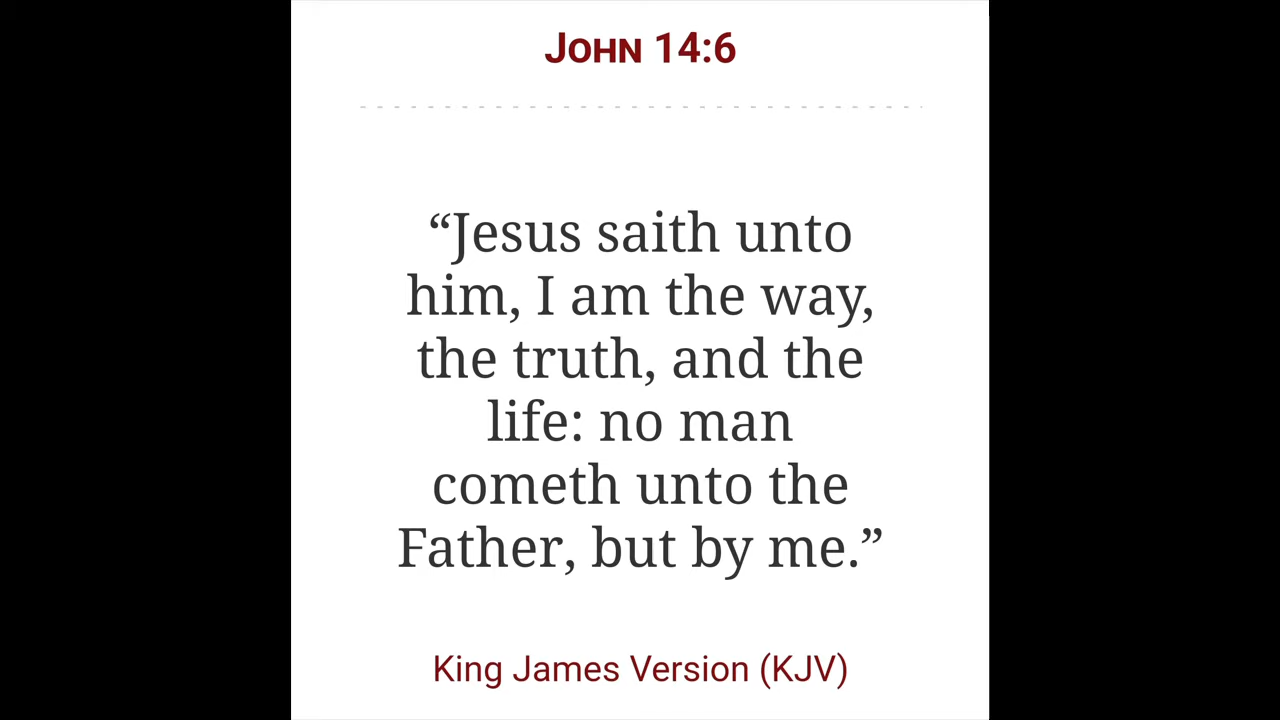 John 14:6
“Jesus saith unto
him, I am the way,
the truth, and the
life: no man
cometh unto the
Father, but by me.”
King James Version (KJV)